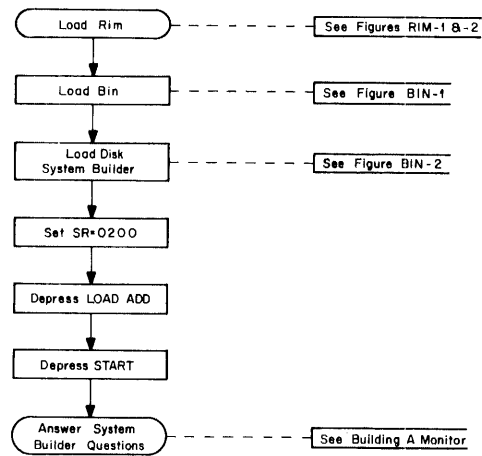 Load Rim
See Figures RIM-1 &-2
Load Bin
See Figure BIN-1
Load Disk
System Builder
See Figure BIN-2
Set SR=0200
Depress LOAD ADD
Depress START
Answer System
Builder Questions
See Building A Monitor